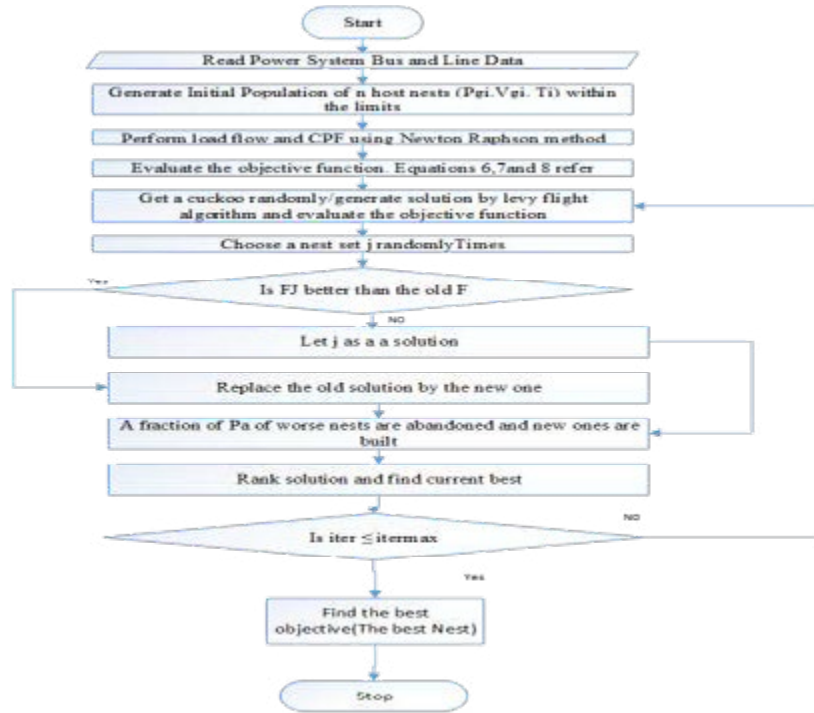 Start
Read Power System Bus and Line Data
Generate Initial Population of n host nests (Pgi.Vgi. Ti) within
the limits
Perform load flow and CPF using Newton Raphson method
Evaluate the objective function. Equations 6,7and 8 refer
Get a cuckoo randomly/generate solution by levy flight
algorithm and evaluate the objective function
Choose a nest set j randomlyTimes
Yes
Is FJ better than the old F
NO
Let j as a a solution
Replace the old solution by the new one
A fraction of Pa of worse nests are abandoned and new ones are
built
Rank solution and find current best
NO
Is iter ≤ itermax
Yes
Find the best
objective(The best Nest)
Stop